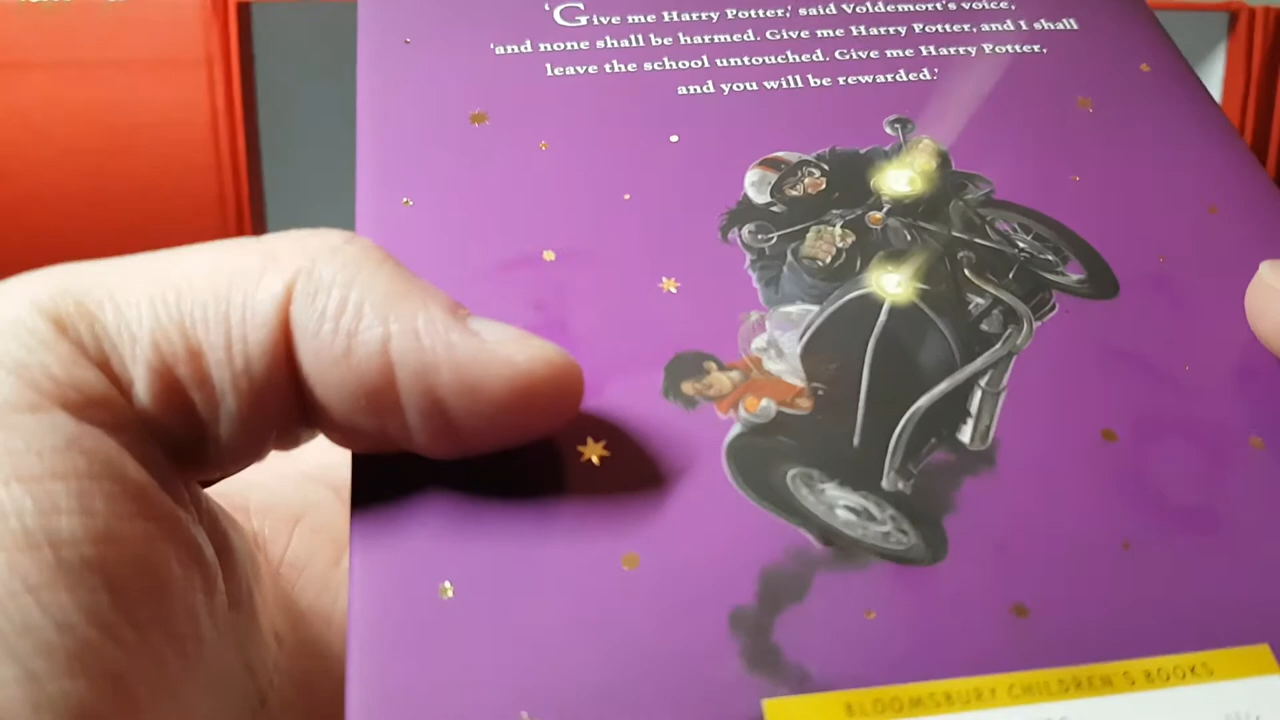 ‘Give me Harry Potter,’ said Voldemort's voice,
‘and none shall be harmed. Give me Harry Potter, and I shall
leave the school untouched. Give me Harry Potter,
and you will be rewarded.’
BLOOMSBURY CHILDREN'S BOOKS